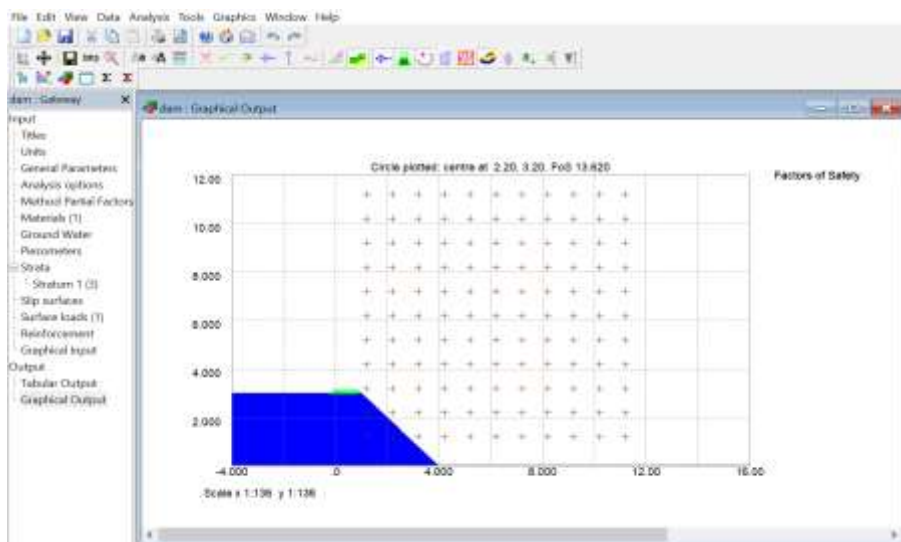 File Edit View Data Analysis Tools Graphics Window Help
dam : Gateway
Input
Titles
Units
General Parameters
Analysis options
Method Partial Factors
Materials (1)
Ground Water
Piezometers
Strata
Stratum 1 (3)
Slip surfaces
Surface loads (1)
Reinforcement
Graphical Input
Output
Tabular Output
Graphical Output
dam : Graphical Output
Circle plotted: centre at 2.20, 3.20, FoS 13.620
Factors of Safety
12.00
10.00
8.000
6.000
4.000
2.000
-4.000 .0 4.000 8.000 12.00 16.00
Scale x 1:136 y 1:136